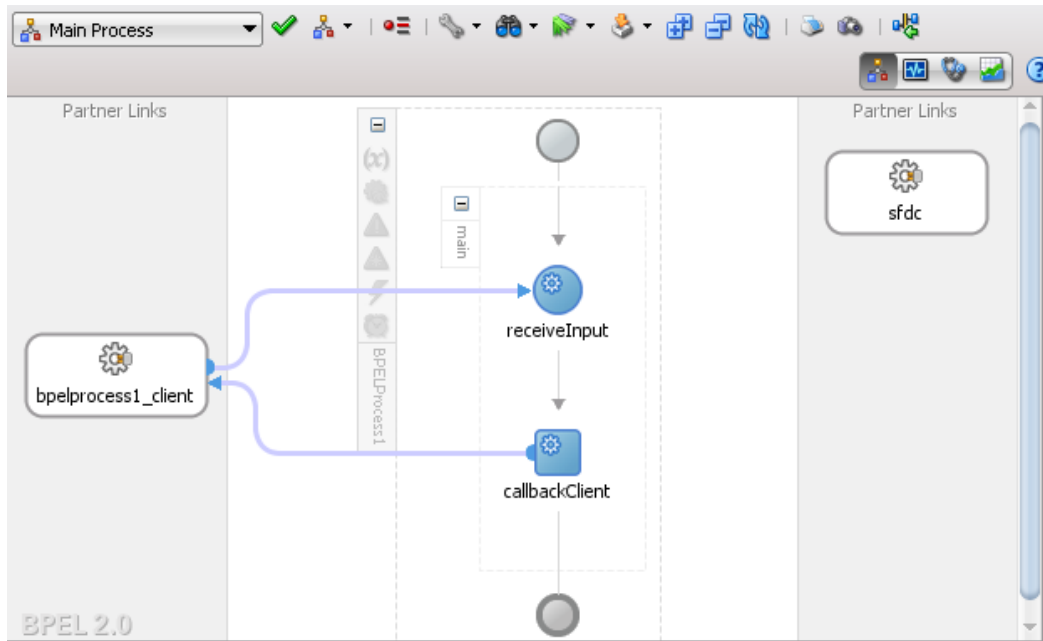 Main Process
Partner Links
Partner Links
(x)
sfdc
main
receiveInput
BPELProcess1
bpelprocess1_client
callbackClient
BPEL 2.0